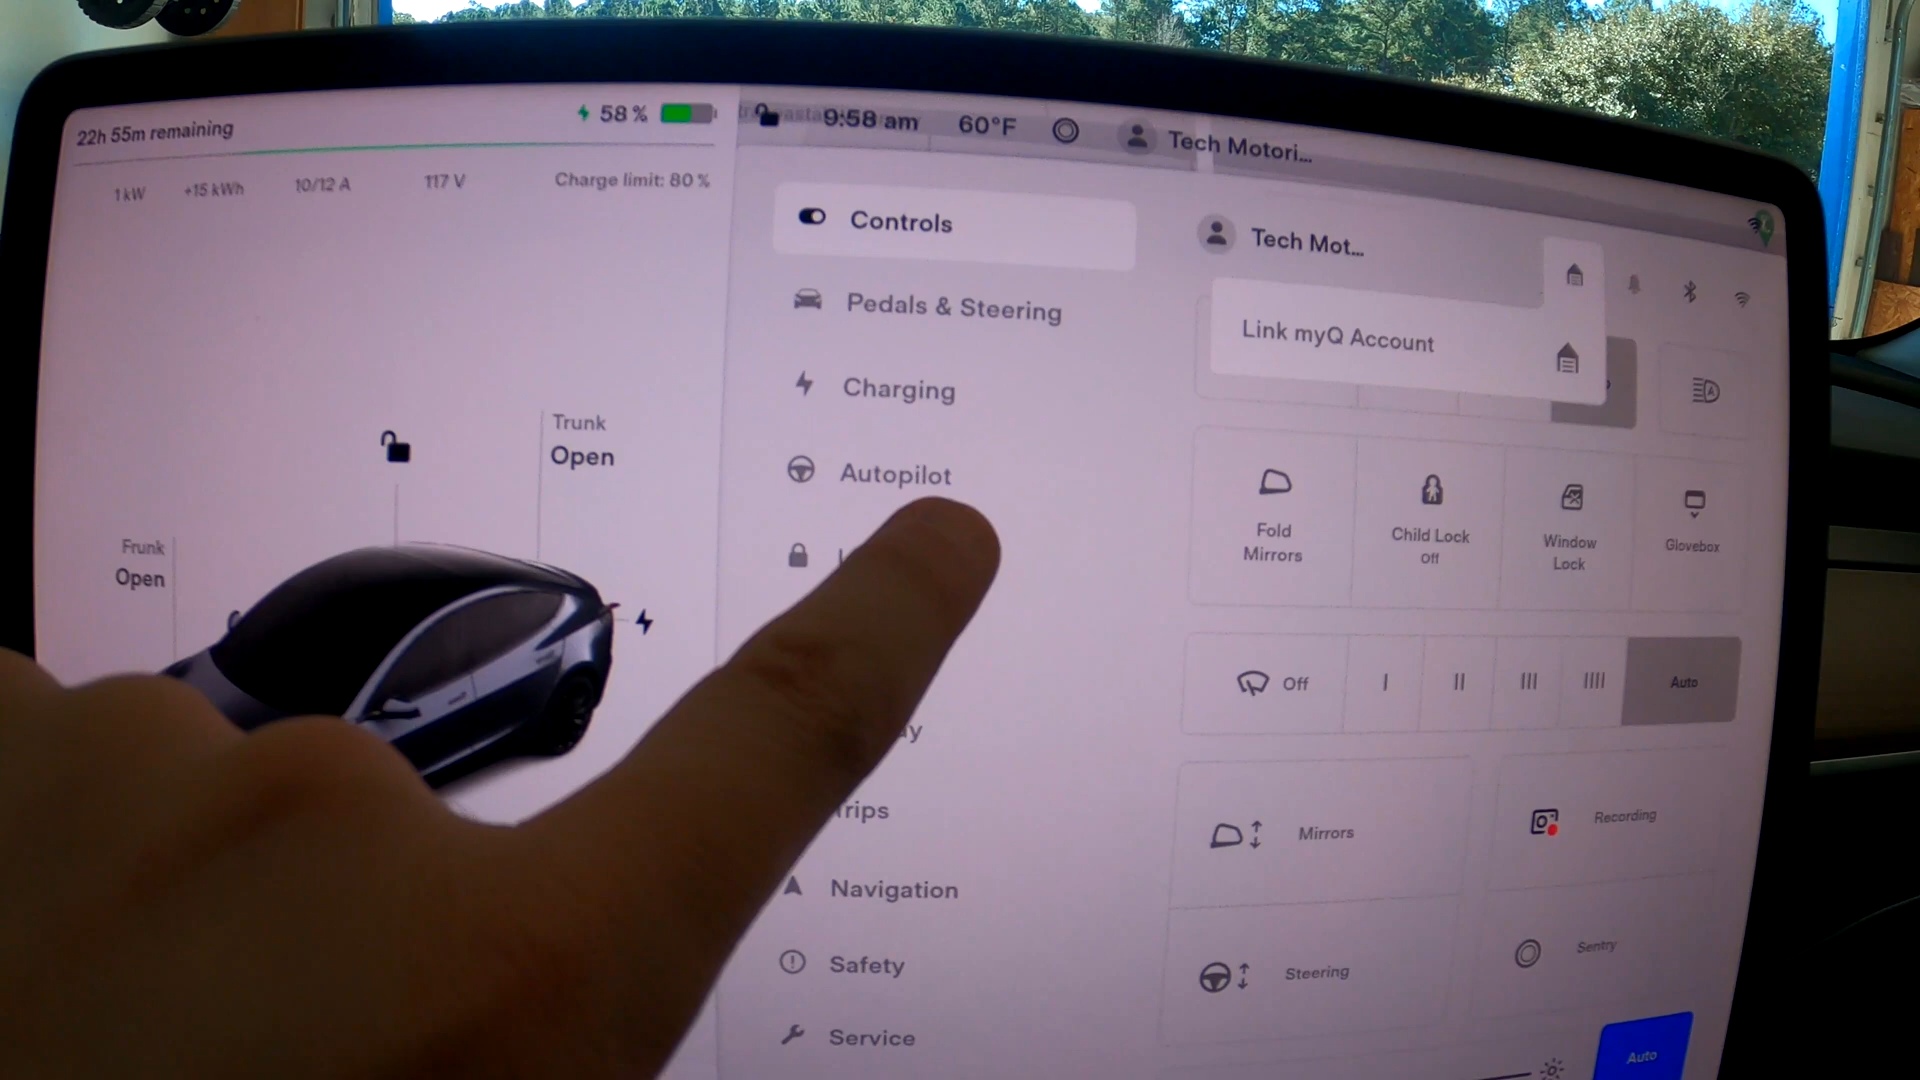 22h 55m remaining
58 %
1 kW
+15 kWh
10/12 A
117 V
Charge limit: 80 %
Trunk
Open
Frunk
Open
9:58 am
60°F
Tech Motori...
Controls
Pedals & Steering
Charging
Autopilot
Trips
Navigation
Safety
Service
Tech Mot...
Link myQ Account
Fold
Mirrors
Child Lock
Off
Window
Lock
Glovebox
Off
I
II
III
IIII
Auto
Mirrors
Recording
Steering
Sentry
Auto